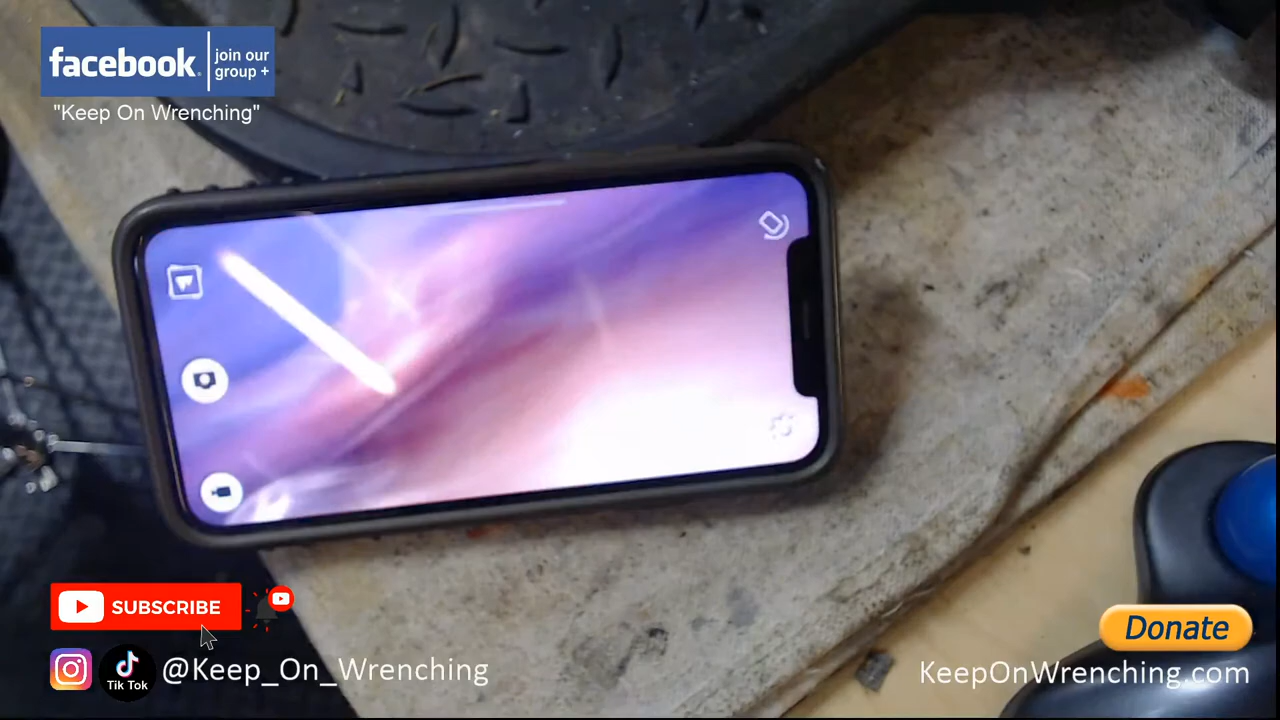 facebook.
join our
group +
"Keep On Wrenching"
SUBSCRIBE
Tik Tok
@Keep_On_Wrenching
Donate
KeepOnWrenching.com